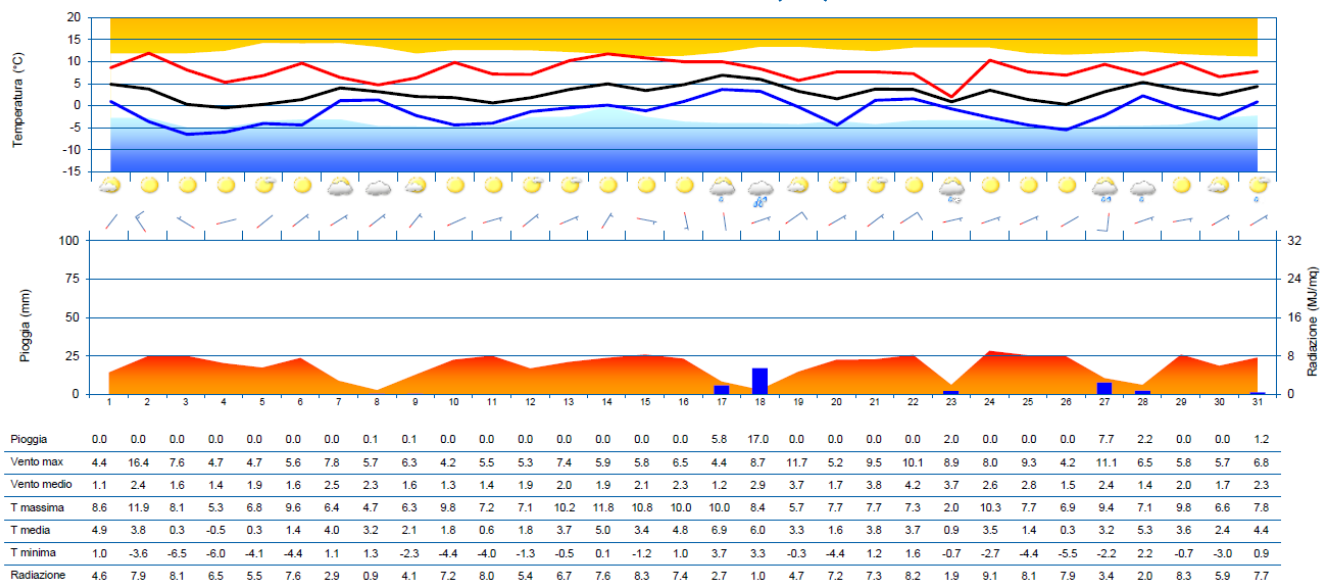 20
15
10
5
0
-5
-10
-15
Temperatura (°C)
100
75
50
25
0
Pioggia (mm)
32
24
16
8
0
Radiazione (MJ/mq)
1 2 3 4 5 6 7 8 9 10 11 12 13 14 15 16 17 18 19 20 21 22 23 24 25 26 27 28 29 30 31
Pioggia 0.0 0.0 0.0 0.0 0.0 0.0 0.0 0.1 0.1 0.0 0.0 0.0 0.0 0.0 0.0 0.0 5.8 17.0 0.0 0.0 0.0 0.0 2.0 0.0 0.0 0.0 7.7 2.2 0.0 0.0 1.2
Vento max 4.4 16.4 7.6 4.7 4.7 5.6 7.8 5.7 6.3 4.2 5.5 5.3 7.4 5.9 5.8 6.5 4.4 8.7 11.7 5.2 9.5 10.1 8.9 8.0 9.3 4.2 11.1 6.5 5.8 5.7 6.8
Vento medio 1.1 2.4 1.6 1.4 1.9 1.6 2.5 2.3 1.6 1.3 1.4 1.9 2.0 1.9 2.1 2.3 1.2 2.9 3.7 1.7 3.8 4.2 3.7 2.6 2.8 1.5 2.4 1.4 2.0 1.7 2.3
T massima 8.6 11.9 8.1 5.3 6.8 9.6 6.4 4.7 6.3 9.8 7.2 7.1 10.2 11.8 10.8 10.0 10.0 8.4 5.7 7.7 7.7 7.3 2.0 10.3 7.7 6.9 9.4 7.1 9.8 6.6 7.8
T media 4.9 3.8 0.3 -0.5 0.3 1.4 4.0 3.2 2.1 1.8 0.6 1.8 3.7 5.0 3.4 4.8 6.9 6.0 3.3 1.6 3.8 3.7 0.9 3.5 1.4 0.3 3.2 5.3 3.6 2.4 4.4
T minima 1.0 -3.6 -6.5 -6.0 -4.1 -4.4 1.1 1.3 -2.3 -4.4 -4.0 -1.3 -0.5 0.1 -1.2 1.0 3.7 3.3 -0.3 -4.4 1.2 1.6 -0.7 -2.7 -4.4 -5.5 -2.2 2.2 -0.7 -3.0 0.9
Radiazione 4.6 7.9 8.1 6.5 5.5 7.6 2.9 0.9 4.1 7.2 8.0 5.4 6.7 7.6 8.3 7.4 2.7 1.0 4.7 7.2 7.3 8.2 1.9 9.1 8.1 7.9 3.4 2.0 8.3 5.9 7.7